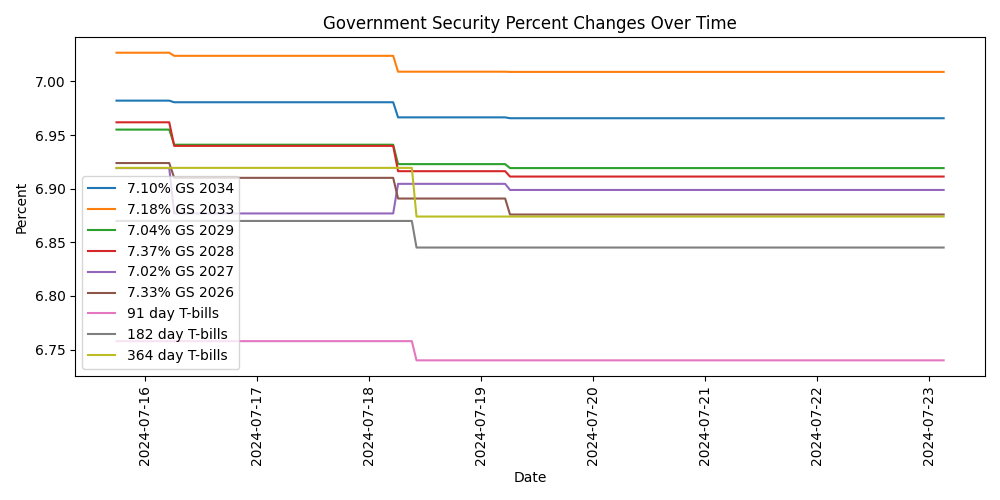 Government Security Percent Changes Over Time
Percent
7.00
6.95
6.90
6.85
6.80
6.75
7.10% GS 2034
7.18% GS 2033
7.04% GS 2029
7.37% GS 2028
7.02% GS 2027
7.33% GS 2026
91 day T-bills
182 day T-bills
364 day T-bills
2024-07-16
2024-07-17
2024-07-18
2024-07-19
2024-07-20
2024-07-21
2024-07-22
2024-07-23
Date